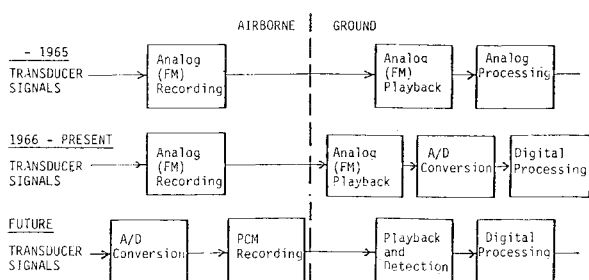 AIRBORNE GROUND
- 1965
TRANSDUCER
SIGNALS
Analog
(FM)
Recording
Analog
(FM)
Playback
Analog
Processing
1966 - PRESENT
TRANSDUCER
SIGNALS
Analog
(FM)
Recording
Analog
(FM)
Playback
A/D
Conversion
Digital
Processing
FUTURE
TRANSDUCER
SIGNALS
A/D
Conversion
PCM
Recording
Playback
and
Detection
Digital
Processing